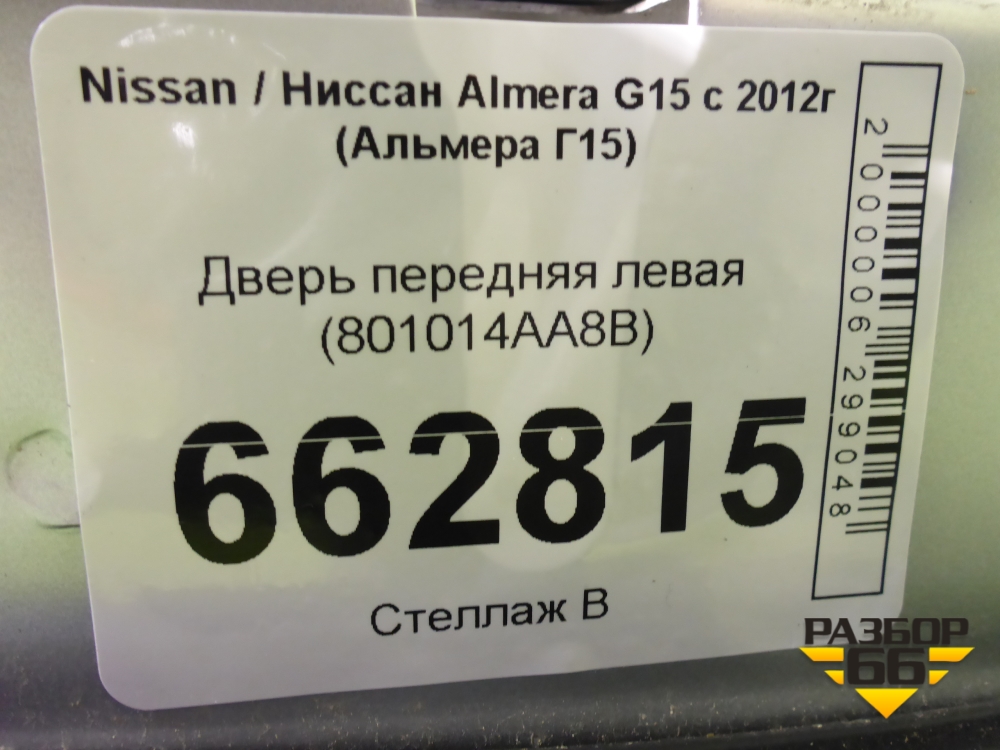 Nissan / Ниссан Almera G15 с 2012г
(Альмера Г15)
Дверь передняя левая
(801014AA8B)
662815
Стеллаж В
2000006299048
РАЗБОР
66